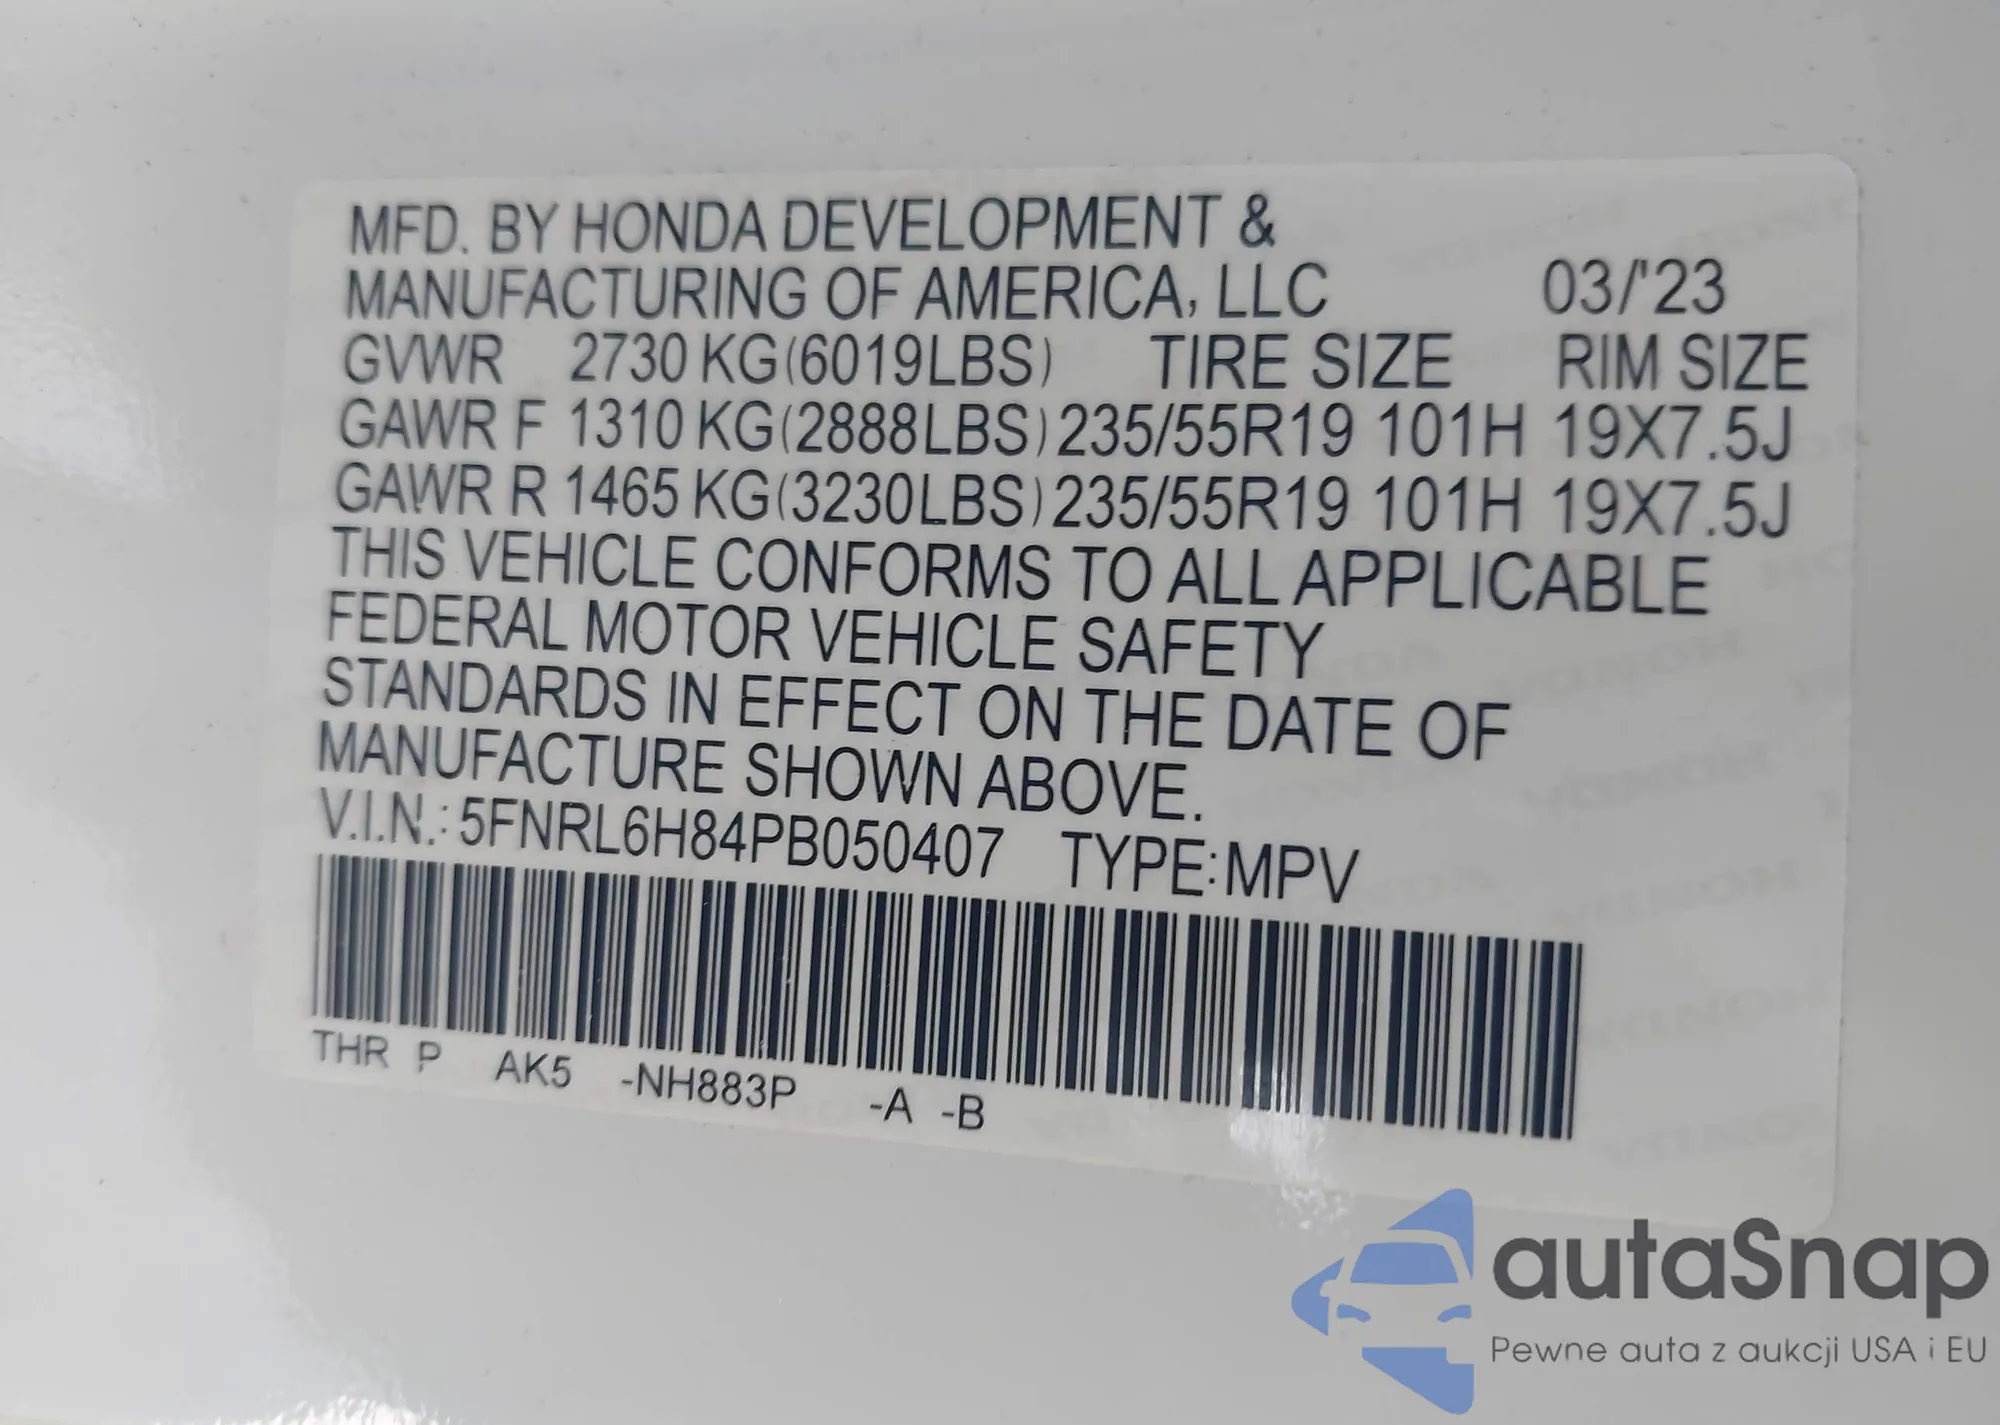 MFD. BY HONDA DEVELOPMENT &
MANUFACTURING OF AMERICA, LLC 03/'23
GVWR 2730 KG(6019LBS) TIRE SIZE RIM SIZE
GAWR F 1310 KG(2888LBS) 235/55R19 101H 19X7.5J
GAWR R 1465 KG(3230LBS) 235/55R19 101H 19X7.5J
THIS VEHICLE CONFORMS TO ALL APPLICABLE
FEDERAL MOTOR VEHICLE SAFETY
STANDARDS IN EFFECT ON THE DATE OF
MANUFACTURE SHOWN ABOVE.
V.I.N.: 5FNRL6H84PB050407 TYPE:MPV
THR P AK5 -NH883P -A -B
autaSnap
Pewne auta z aukcji USA i EU